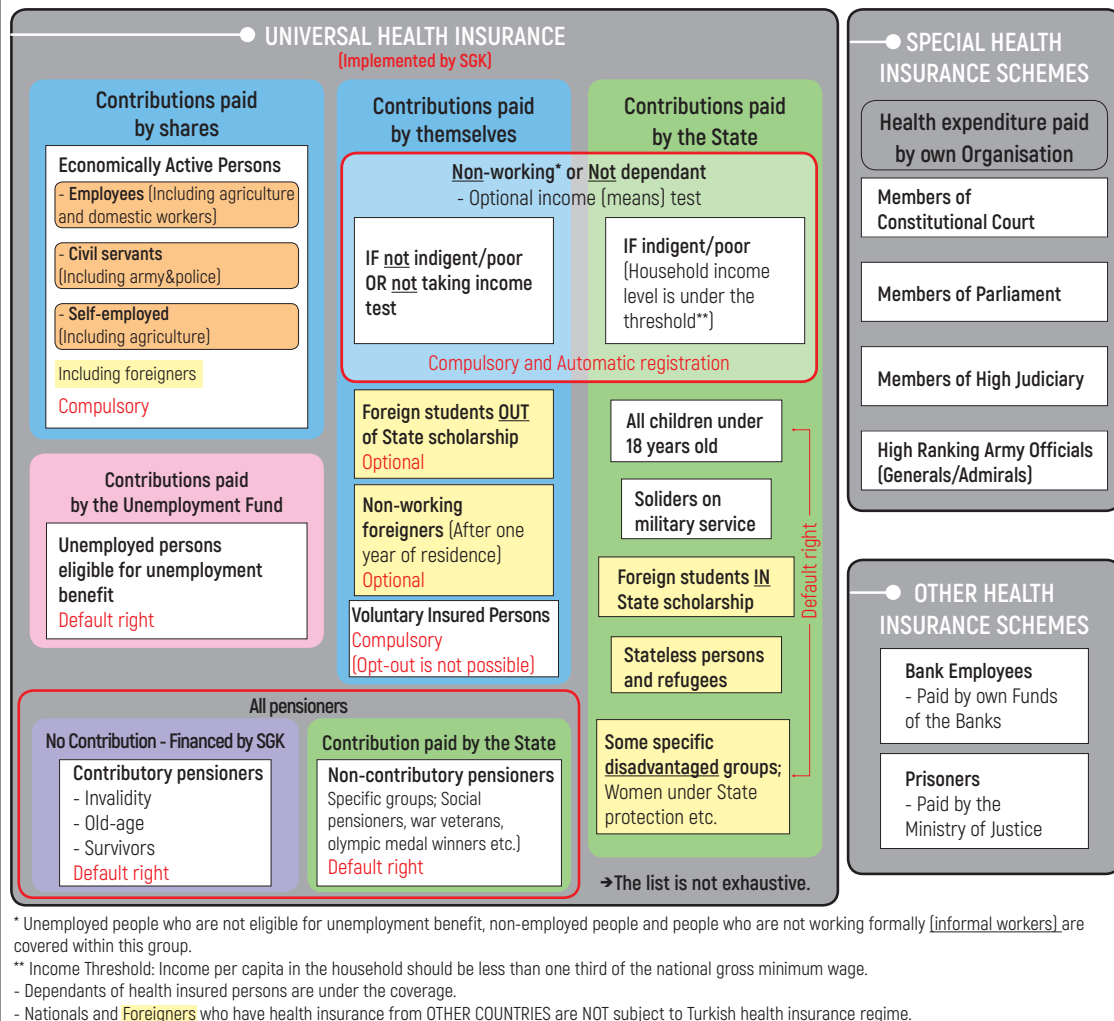 UNIVERSAL HEALTH INSURANCE
(Implemented by SGK)
Contributions paid
by shares
Economically Active Persons
- Employees (Including agriculture
and domestic workers)
- Civil servants
(Including army&police)
- Self-employed
(Including agriculture)
Including foreigners
Compulsory
Contributions paid
by the Unemployment Fund
Unemployed persons
eligible for unemployment
benefit
Default right
Contributions paid
by themselves
Contributions paid
by the State
Non-working* or Not dependant
- Optional income (means) test
IF not indigent/poor
OR not taking income
test
IF indigent/poor
(Household income
level is under the
threshold**)
Compulsory and Automatic registration
Foreign students OUT
of State scholarship
Optional
Non-working
foreigners (After one
year of residence)
Optional
Voluntary Insured Persons
Compulsory
(Opt-out is not possible)
All children under
18 years old
Soliders on
military service
Foreign students IN
State scholarship
Stateless persons
and refugees
Some specific
disadvantaged groups;
Women under State
protection etc.
Default right
➔The list is not exhaustive.
All pensioners
No Contribution - Financed by SGK
Contributory pensioners
- Invalidity
- Old-age
- Survivors
Default right
Contribution paid by the State
Non-contributory pensioners
Specific groups; Social
pensioners, war veterans,
olympic medal winners etc.)
Default right
SPECIAL HEALTH
INSURANCE SCHEMES
Health expenditure paid
by own Organisation
Members of
Constitutional Court
Members of Parliament
Members of High Judiciary
High Ranking Army Officials
(Generals/Admirals)
OTHER HEALTH
INSURANCE SCHEMES
Bank Employees
- Paid by own Funds
of the Banks
Prisoners
- Paid by the
Ministry of Justice
* Unemployed people who are not eligible for unemployment benefit, non-employed people and people who are not working formally (informal workers) are
covered within this group.
** Income Threshold: Income per capita in the household should be less than one third of the national gross minimum wage.
- Dependants of health insured persons are under the coverage.
- Nationals and Foreigners who have health insurance from OTHER COUNTRIES are NOT subject to Turkish health insurance regime.